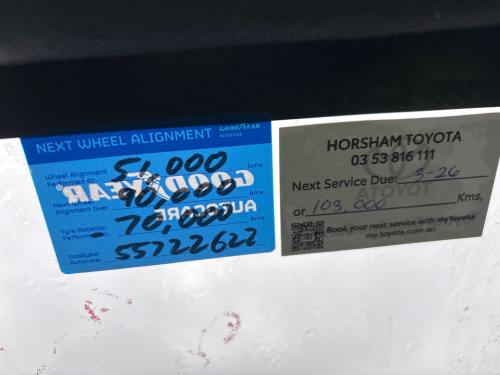 NEXT WHEEL ALIGNMENT
GOODYEAR
AUTOCARE
Wheel Alignment
Performed At: 51,000 kms
GOODYEAR
Next Wheel
Alignment Due: 90,000 kms
AUTOCARE
Tyre Rotation
Performed: 70,000 kms
Goodyear
Autocare: 55722622
HORSHAM TOYOTA
03 53 816 111
Next Service Due: 3-26
or 103,000 Kms,
Book your next service with myToyota
my.toyota.com.au